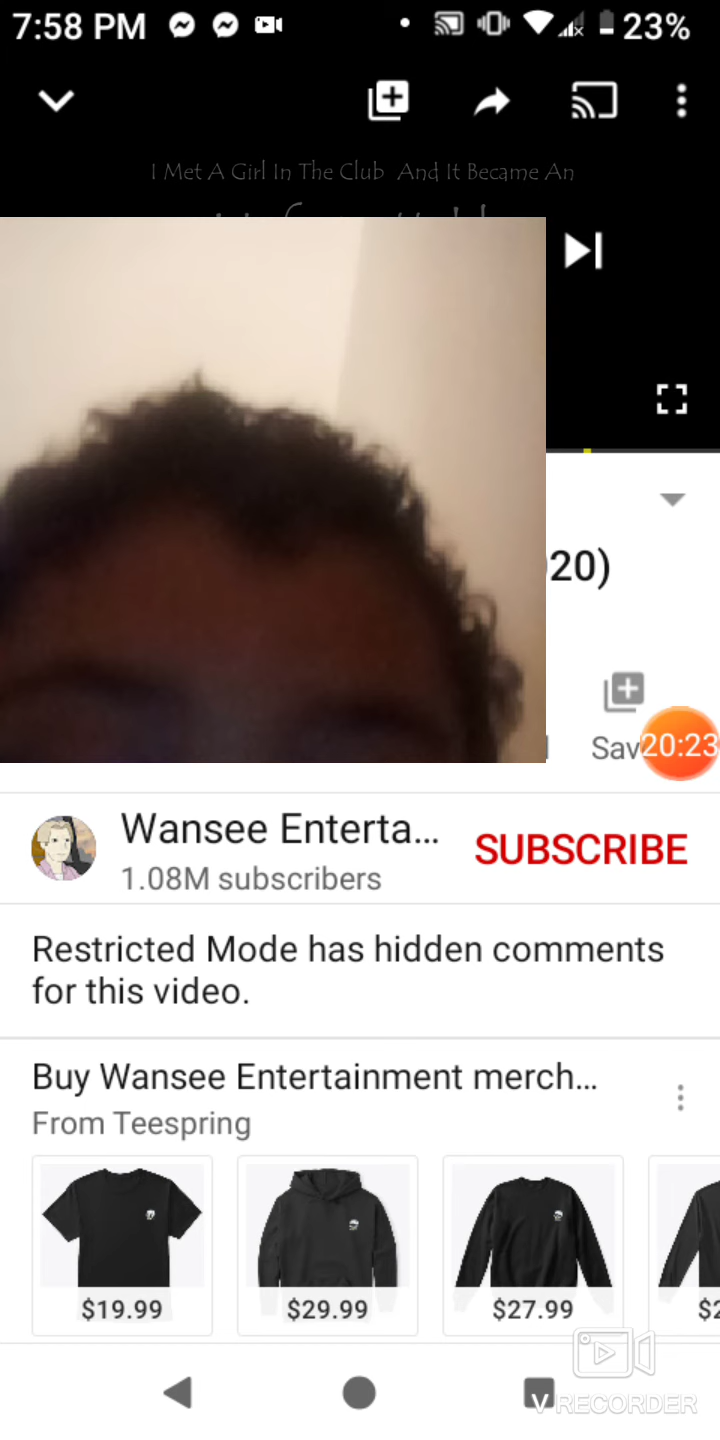 7:58 PM 23%
I Met A Girl In The Club And It Became An
20)
Sav
20:23
Wansee Enterta...
SUBSCRIBE
1.08M subscribers
Restricted Mode has hidden comments
for this video.
Buy Wansee Entertainment merch...
From Teespring
$19.99 $29.99 $27.99 $2
VRECORDER